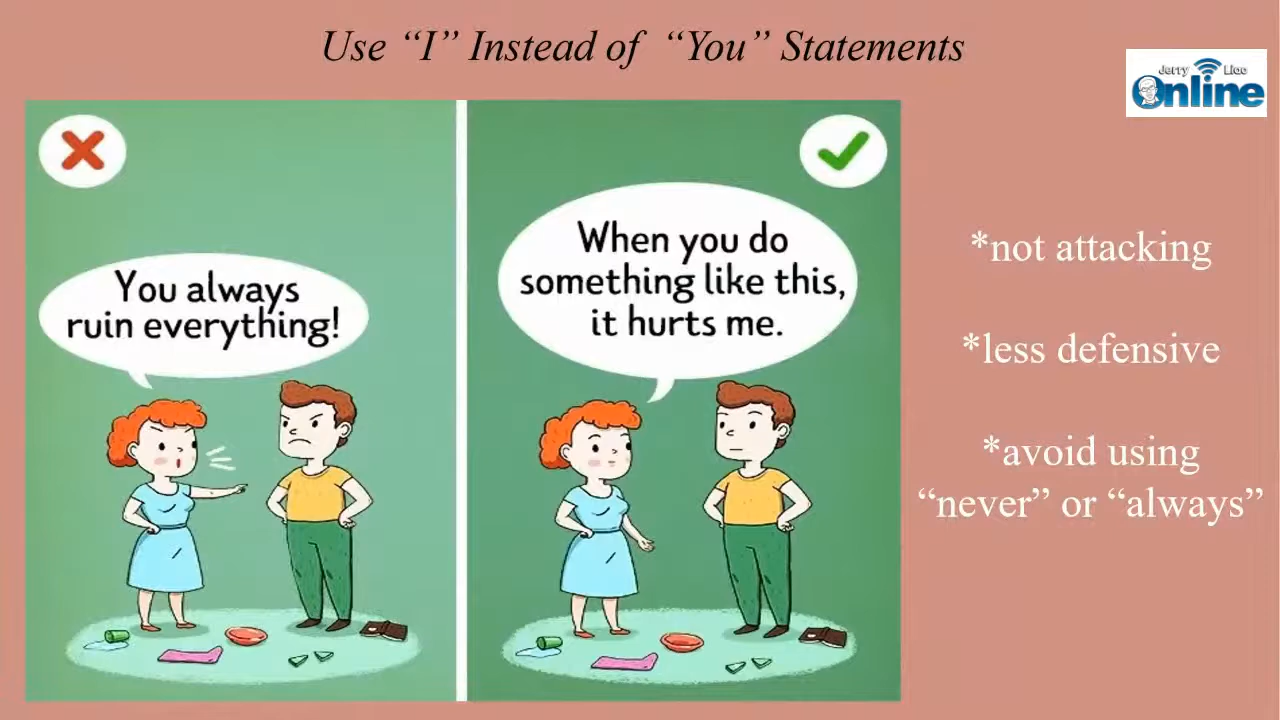 Use “I” Instead of “You” Statements
Jerry Liao
Online
You always
ruin everything!
When you do
something like this,
it hurts me.
*not attacking
*less defensive
*avoid using
“never” or “always”